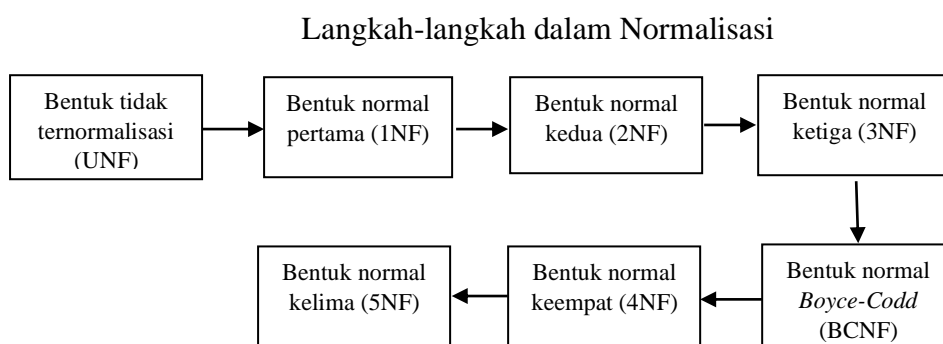 Langkah-langkah dalam Normalisasi
Bentuk tidak
ternormalisasi
(UNF)
Bentuk normal
pertama (1NF)
Bentuk normal
kedua (2NF)
Bentuk normal
ketiga (3NF)
Bentuk normal
Boyce-Codd
(BCNF)
Bentuk normal
keempat (4NF)
Bentuk normal
kelima (5NF)